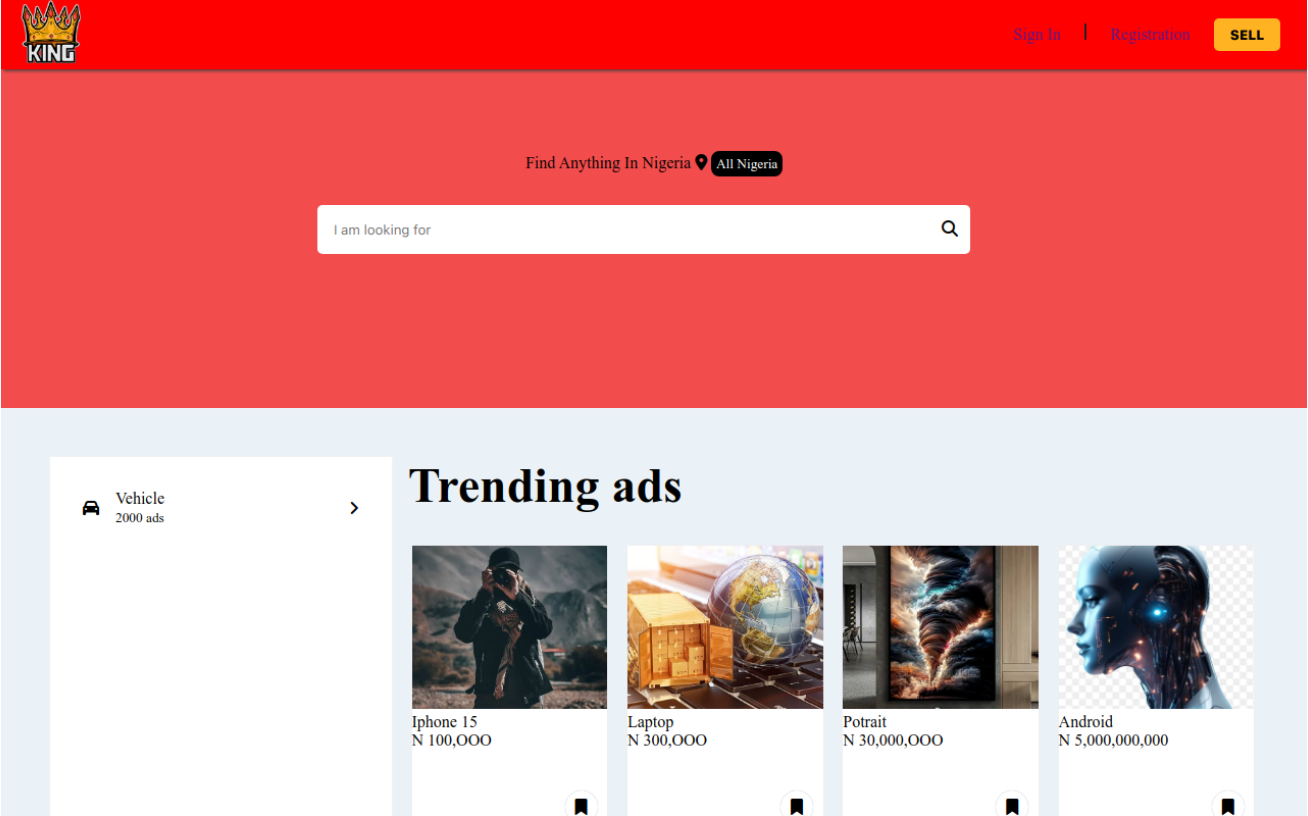 KING
Sign In | Registration SELL
Find Anything In Nigeria All Nigeria
I am looking for
Vehicle
2000 ads
Trending ads
Iphone 15
N 100,OOO
Laptop
N 300,OOO
Potrait
N 30,000,OOO
Android
N 5,000,000,000